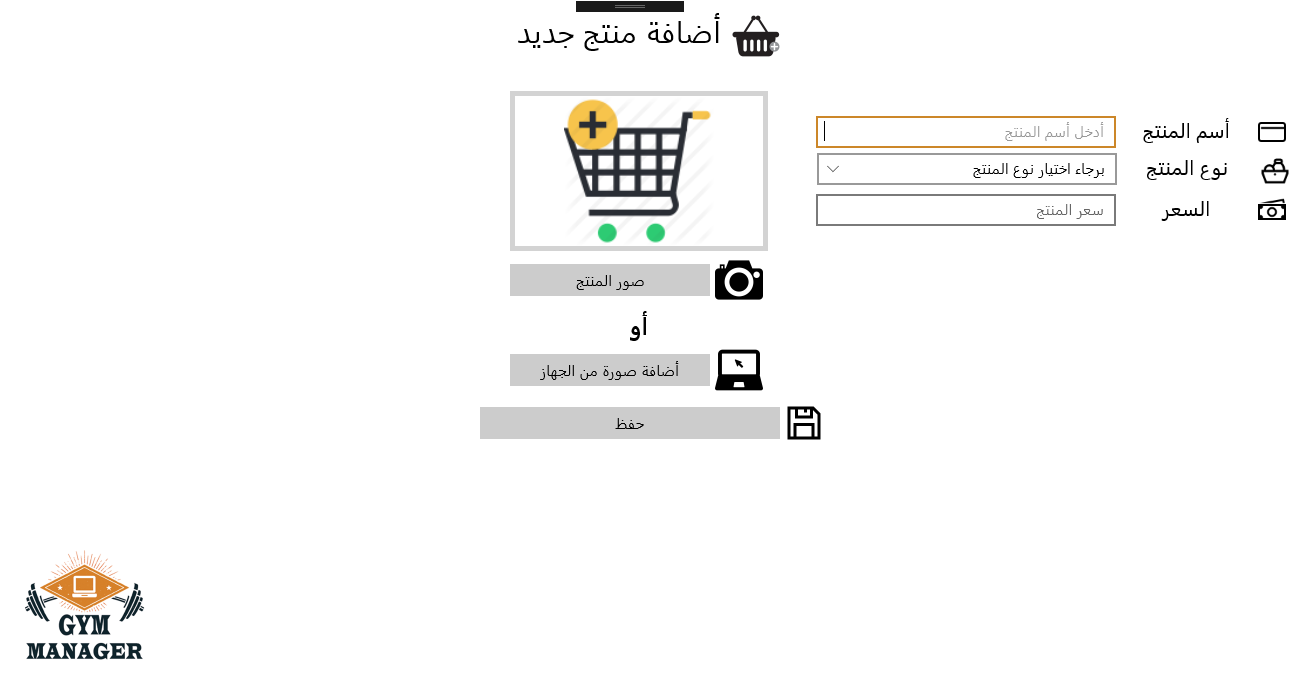 أضافة منتج جديد
أسم المنتج
أدخل أسم المنتج
نوع المنتج
برجاء اختيار نوع المنتج
السعر
سعر المنتج
صور المنتج
أو
أضافة صورة من الجهاز
حفظ
GYM
MANAGER